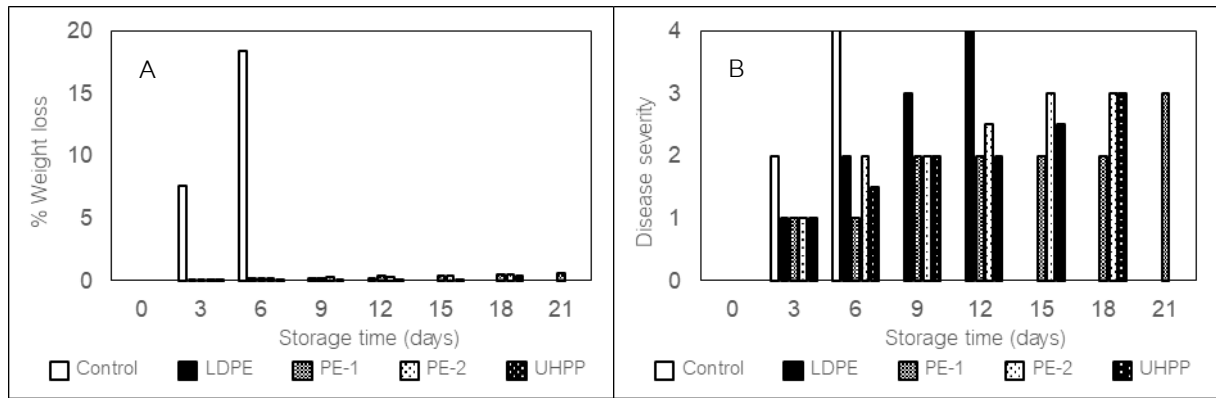 A
% Weight loss
20
15
10
5
0
0 3 6 9 12 15 18 21
Storage time (days)
Control LDPE PE-1 PE-2 UHPP
B
Disease severity
4
3
2
1
0
0 3 6 9 12 15 18 21
Storage time (days)
Control LDPE PE-1 PE-2 UHPP